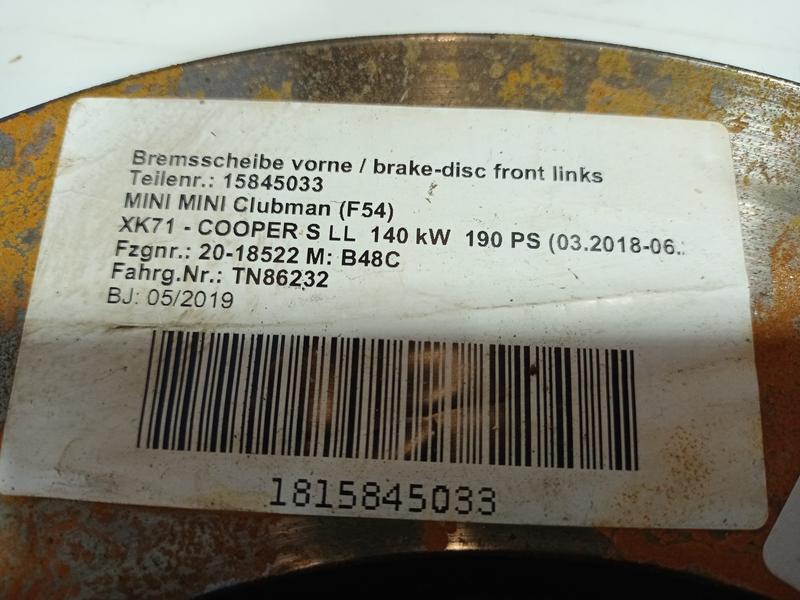 Bremsscheibe vorne / brake-disc front links
Teilenr.: 15845033
MINI MINI Clubman (F54)
XK71 - COOPER S LL 140 kW 190 PS (03.2018-06.
Fzgnr.: 20-18522 M: B48C
Fahrg.Nr.: TN86232
BJ: 05/2019
1815845033